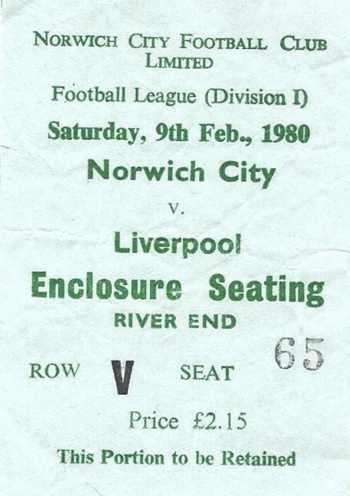 NORWICH CITY FOOTBALL CLUB
LIMITED
Football League (Division I)
Saturday, 9th Feb., 1980
Norwich City
v.
Liverpool
Enclosure Seating
RIVER END
ROW V SEAT 65
Price £2.15
This Portion to be Retained